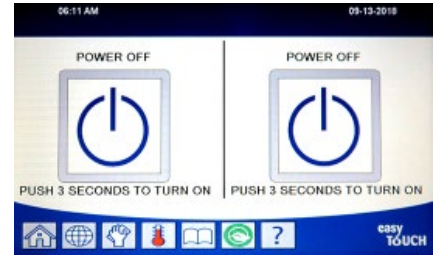 06:11 AM 09-13-2018
POWER OFF POWER OFF
PUSH 3 SECONDS TO TURN ON PUSH 3 SECONDS TO TURN ON
?
easy
TOUCH